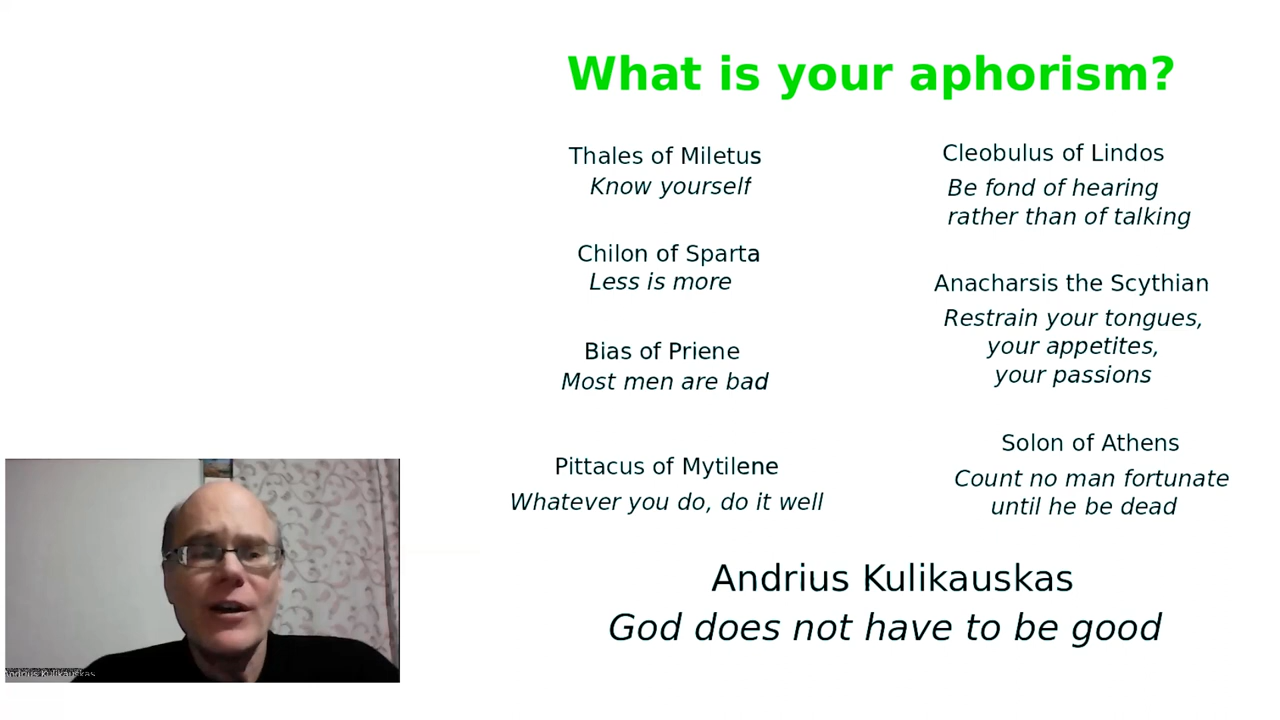 What is your aphorism?
Thales of Miletus
Know yourself
Chilon of Sparta
Less is more
Bias of Priene
Most men are bad
Pittacus of Mytilene
Whatever you do, do it well
Cleobulus of Lindos
Be fond of hearing
rather than of talking
Anacharsis the Scythian
Restrain your tongues,
your appetites,
your passions
Solon of Athens
Count no man fortunate
until he be dead
Andrius Kulikauskas
God does not have to be good
Andrius Kulikauskas